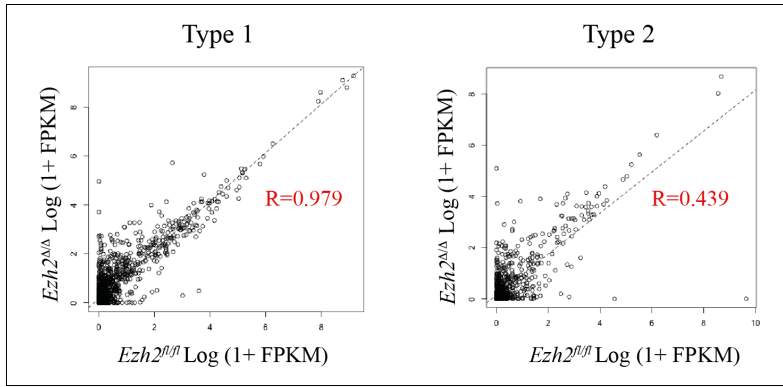 Type 1
Type 2
Ezh2Δ/Δ Log (1+ FPKM)
8
6
4
2
0
R=0.979
0 2 4 6 8
Ezh2fl/fl Log (1+ FPKM)
Ezh2Δ/Δ Log (1+ FPKM)
8
6
4
2
0
R=0.439
0 2 4 6 8 10
Ezh2fl/fl Log (1+ FPKM)